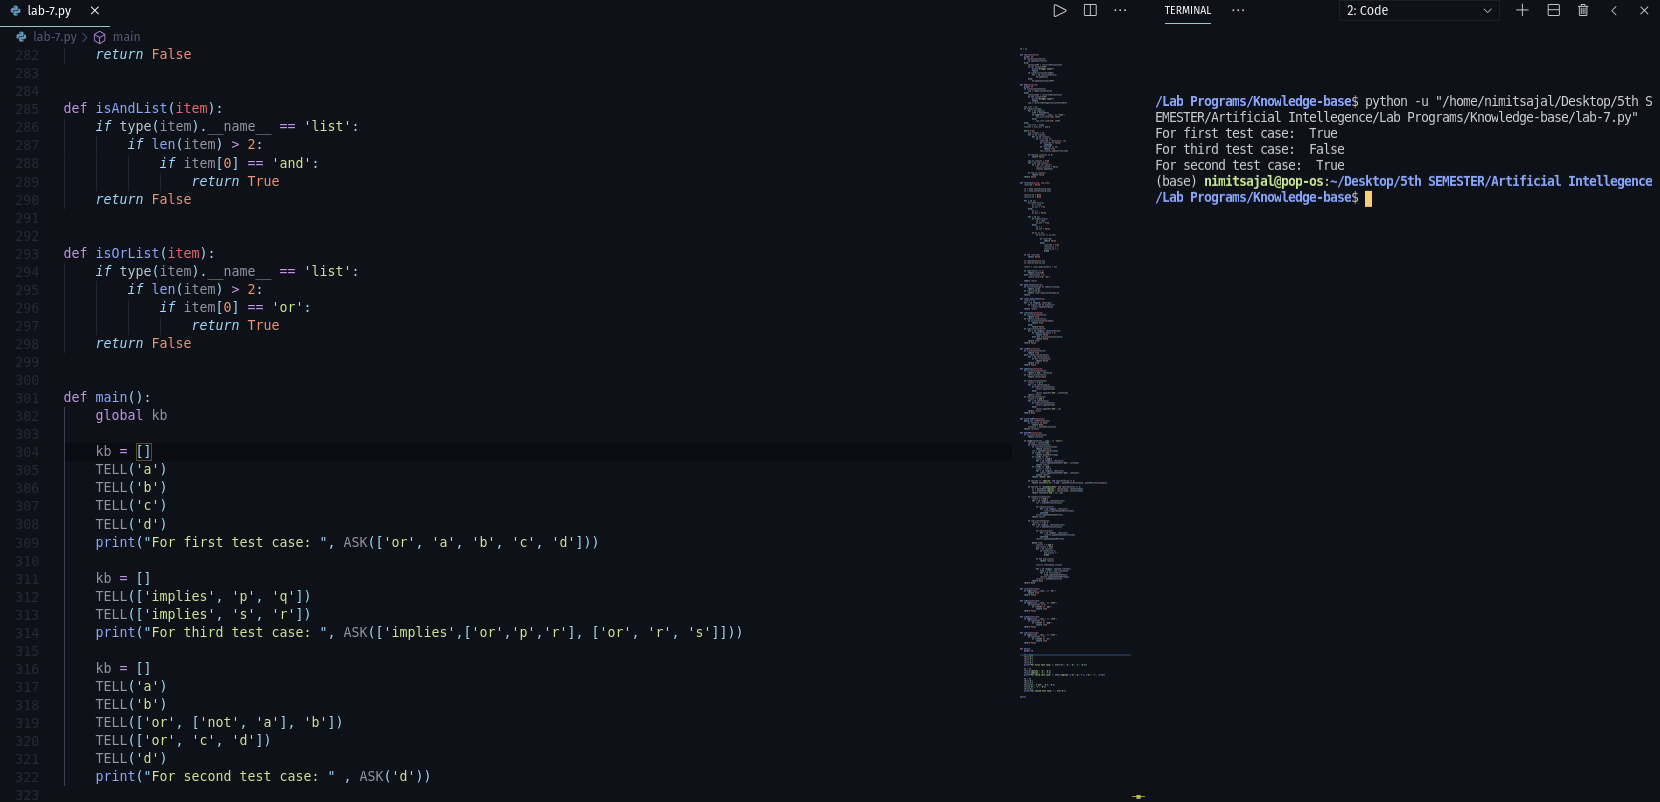 lab-7.py
lab-7.py > main
282 return False
283
284
285 def isAndList(item):
286 if type(item).__name__ == 'list':
287 if len(item) > 2:
288 if item[0] == 'and':
289 return True
290 return False
291
292
293 def isOrList(item):
294 if type(item).__name__ == 'list':
295 if len(item) > 2:
296 if item[0] == 'or':
297 return True
298 return False
299
300
301 def main():
302 global kb
303
304 kb = []
305 TELL('a')
306 TELL('b')
307 TELL('c')
308 TELL('d')
309 print("For first test case: ", ASK(['or', 'a', 'b', 'c', 'd']))
310
311 kb = []
312 TELL(['implies', 'p', 'q'])
313 TELL(['implies', 's', 'r'])
314 print("For third test case: ", ASK(['implies',['or','p','r'], ['or', 'r', 's']]))
315
316 kb = []
317 TELL('a')
318 TELL('b')
319 TELL(['or', ['not', 'a'], 'b'])
320 TELL(['or', 'c', 'd'])
321 TELL('d')
322 print("For second test case: " , ASK('d'))
323
TERMINAL
2: Code
/Lab Programs/Knowledge-base$ python -u "/home/nimitsajal/Desktop/5th S
EMESTER/Artificial Intellegence/Lab Programs/Knowledge-base/lab-7.py"
For first test case:  True
For third test case:  False
For second test case:  True
(base) nimitsajal@pop-os:~/Desktop/5th SEMESTER/Artificial Intellegence
/Lab Programs/Knowledge-base$